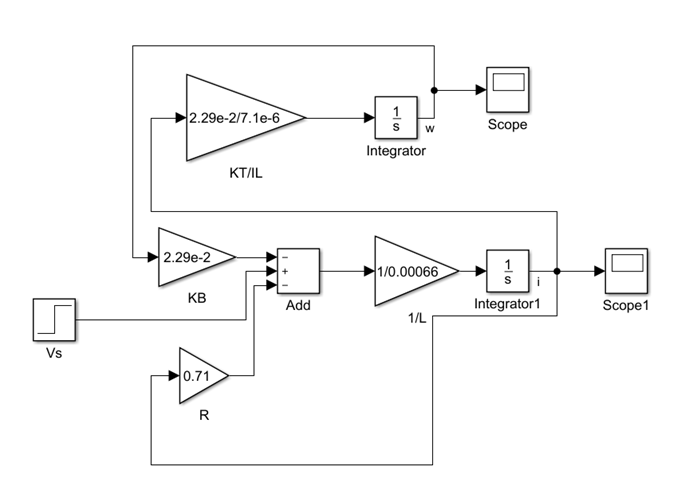 2.29e-2/7.1e-6
KT/IL
1
s
Integrator
w
Scope
2.29e-2
KB
−
+
−
Add
1/0.00066
1/L
1
s
Integrator1
i
Scope1
Vs
0.71
R